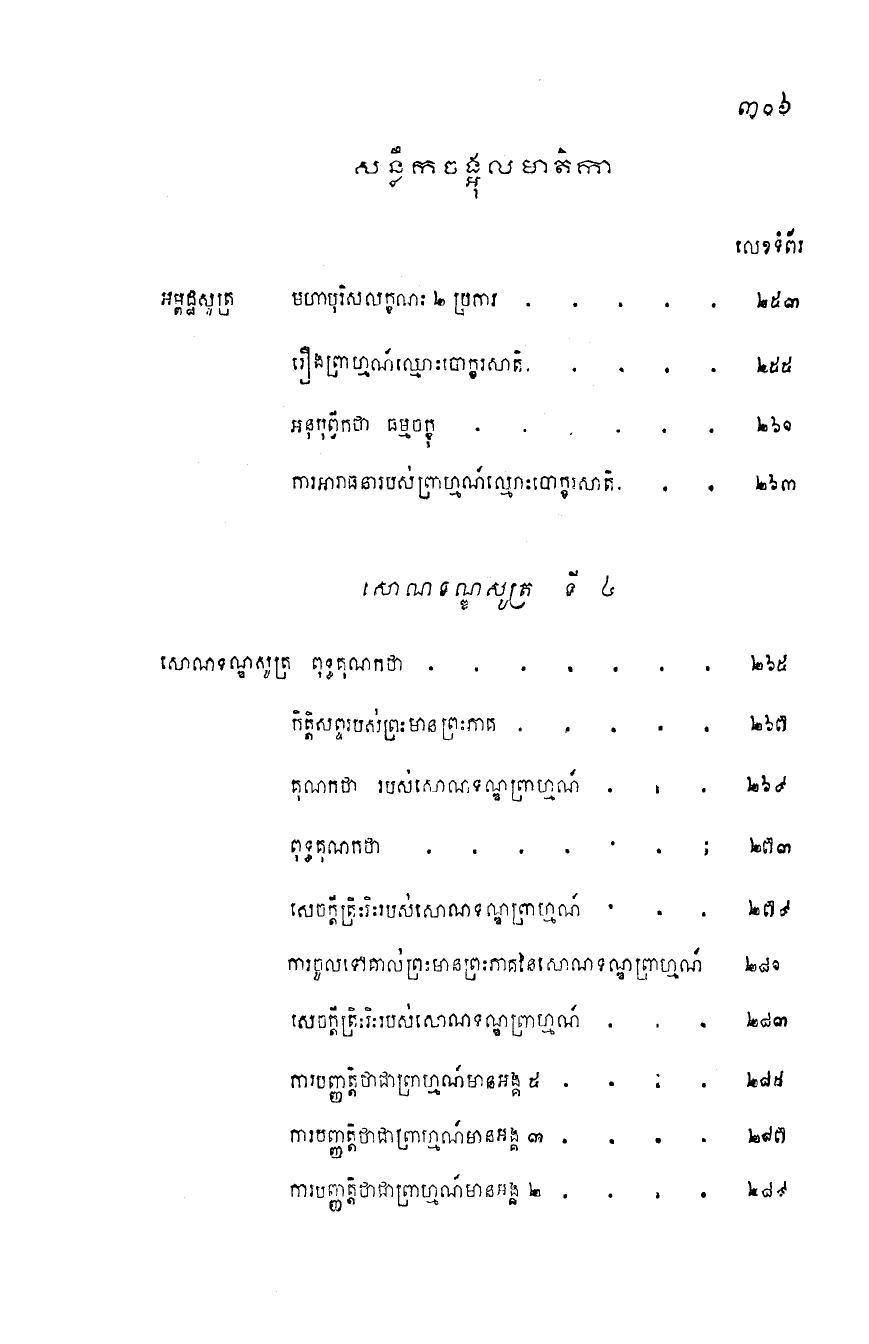 ៣០៦
សន្លឹកចង្អុលមាតិកា
លេខទំព័រ
អម្ពដ្ឋសូត្រ មហាបុរិសលក្ខណៈ ២ ប្រការ . . . . . ២៥៣
រឿងព្រាហ្មណ៍ឈ្មោះបោក្ខរសាតិ. . . . . ២៥៥
អនុបុព្វីកថា ធម្មចក្ខុ . . . . . . ២៦១
ការអារាធនារបស់ព្រាហ្មណ៍ឈ្មោះបោក្ខរសាតិ. . . ២៦៣
សោណទណ្ឌសូត្រ ទី ៤
សោណទណ្ឌសូត្រ ពុទ្ធគុណកថា . . . . . . . ២៦៥
កិត្តិសព្ទរបស់ព្រះមានព្រះភាគ . . . . . ២៦៧
គុណកថា របស់សោណទណ្ឌព្រាហ្មណ៍ . . . ២៦៩
ពុទ្ធគុណកថា . . . . . . ; ២៧៣
សេចក្តីត្រិះរិះរបស់សោណទណ្ឌព្រាហ្មណ៍ . . . ២៧៩
ការចូលទៅគាល់ព្រះមានព្រះភាគនៃសោណទណ្ឌព្រាហ្មណ៍ ២៨១
សេចក្តីត្រិះរិះរបស់សោណទណ្ឌព្រាហ្មណ៍ . . . ២៨៣
ការបញ្ញត្តិថាជាព្រាហ្មណ៍មានអង្គ ៥ . . : . ២៨៥
ការបញ្ញត្តិថាជាព្រាហ្មណ៍មានអង្គ ៣ . . . . ២៨៧
ការបញ្ញត្តិថាជាព្រាហ្មណ៍មានអង្គ ២ . . . . ២៨៩